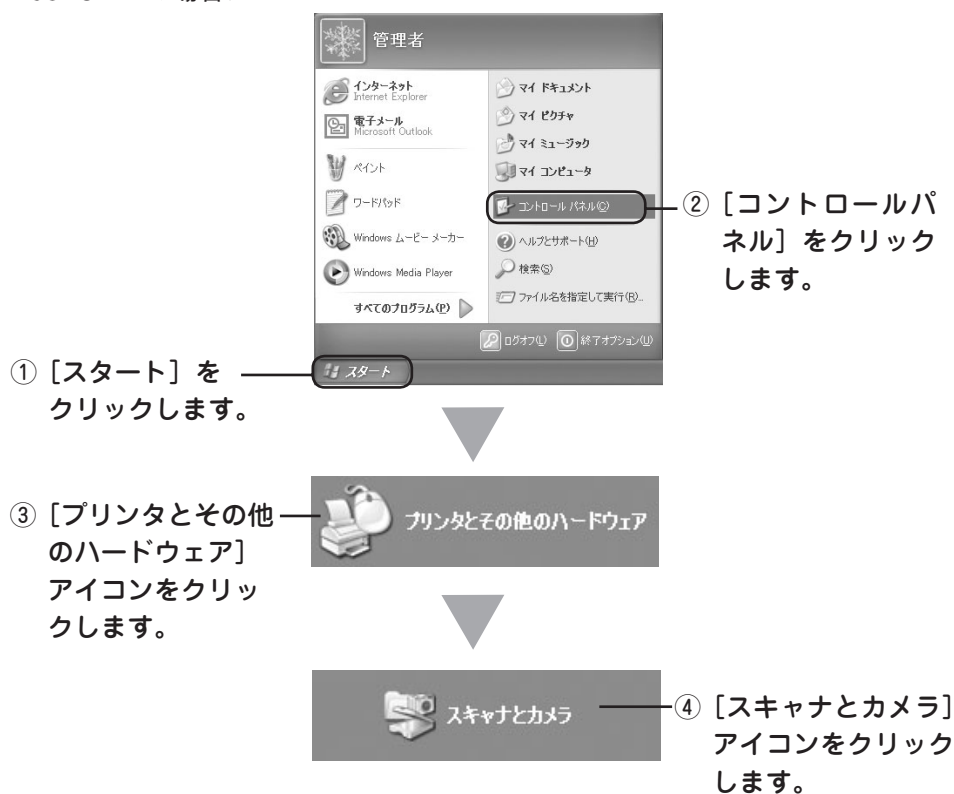 管理者
インターネット
Internet Explorer
電子メール
Microsoft Outlook
ペイント
ワードパッド
Windows ムービー メーカー
Windows Media Player
すべてのプログラム(P)
マイ ドキュメント
マイ ピクチャ
マイ ミュージック
マイ コンピュータ
コントロール パネル(C)
ヘルプとサポート(H)
検索(S)
ファイル名を指定して実行(R)...
ログオフ(L)
終了オプション(U)
スタート
① [スタート] を
クリックします。
② [コントロールパ
ネル] をクリック
します。
③ [プリンタとその他
のハードウェア]
アイコンをクリッ
クします。
プリンタとその他のハードウェア
スキャナとカメラ
④ [スキャナとカメラ]
アイコンをクリック
します。